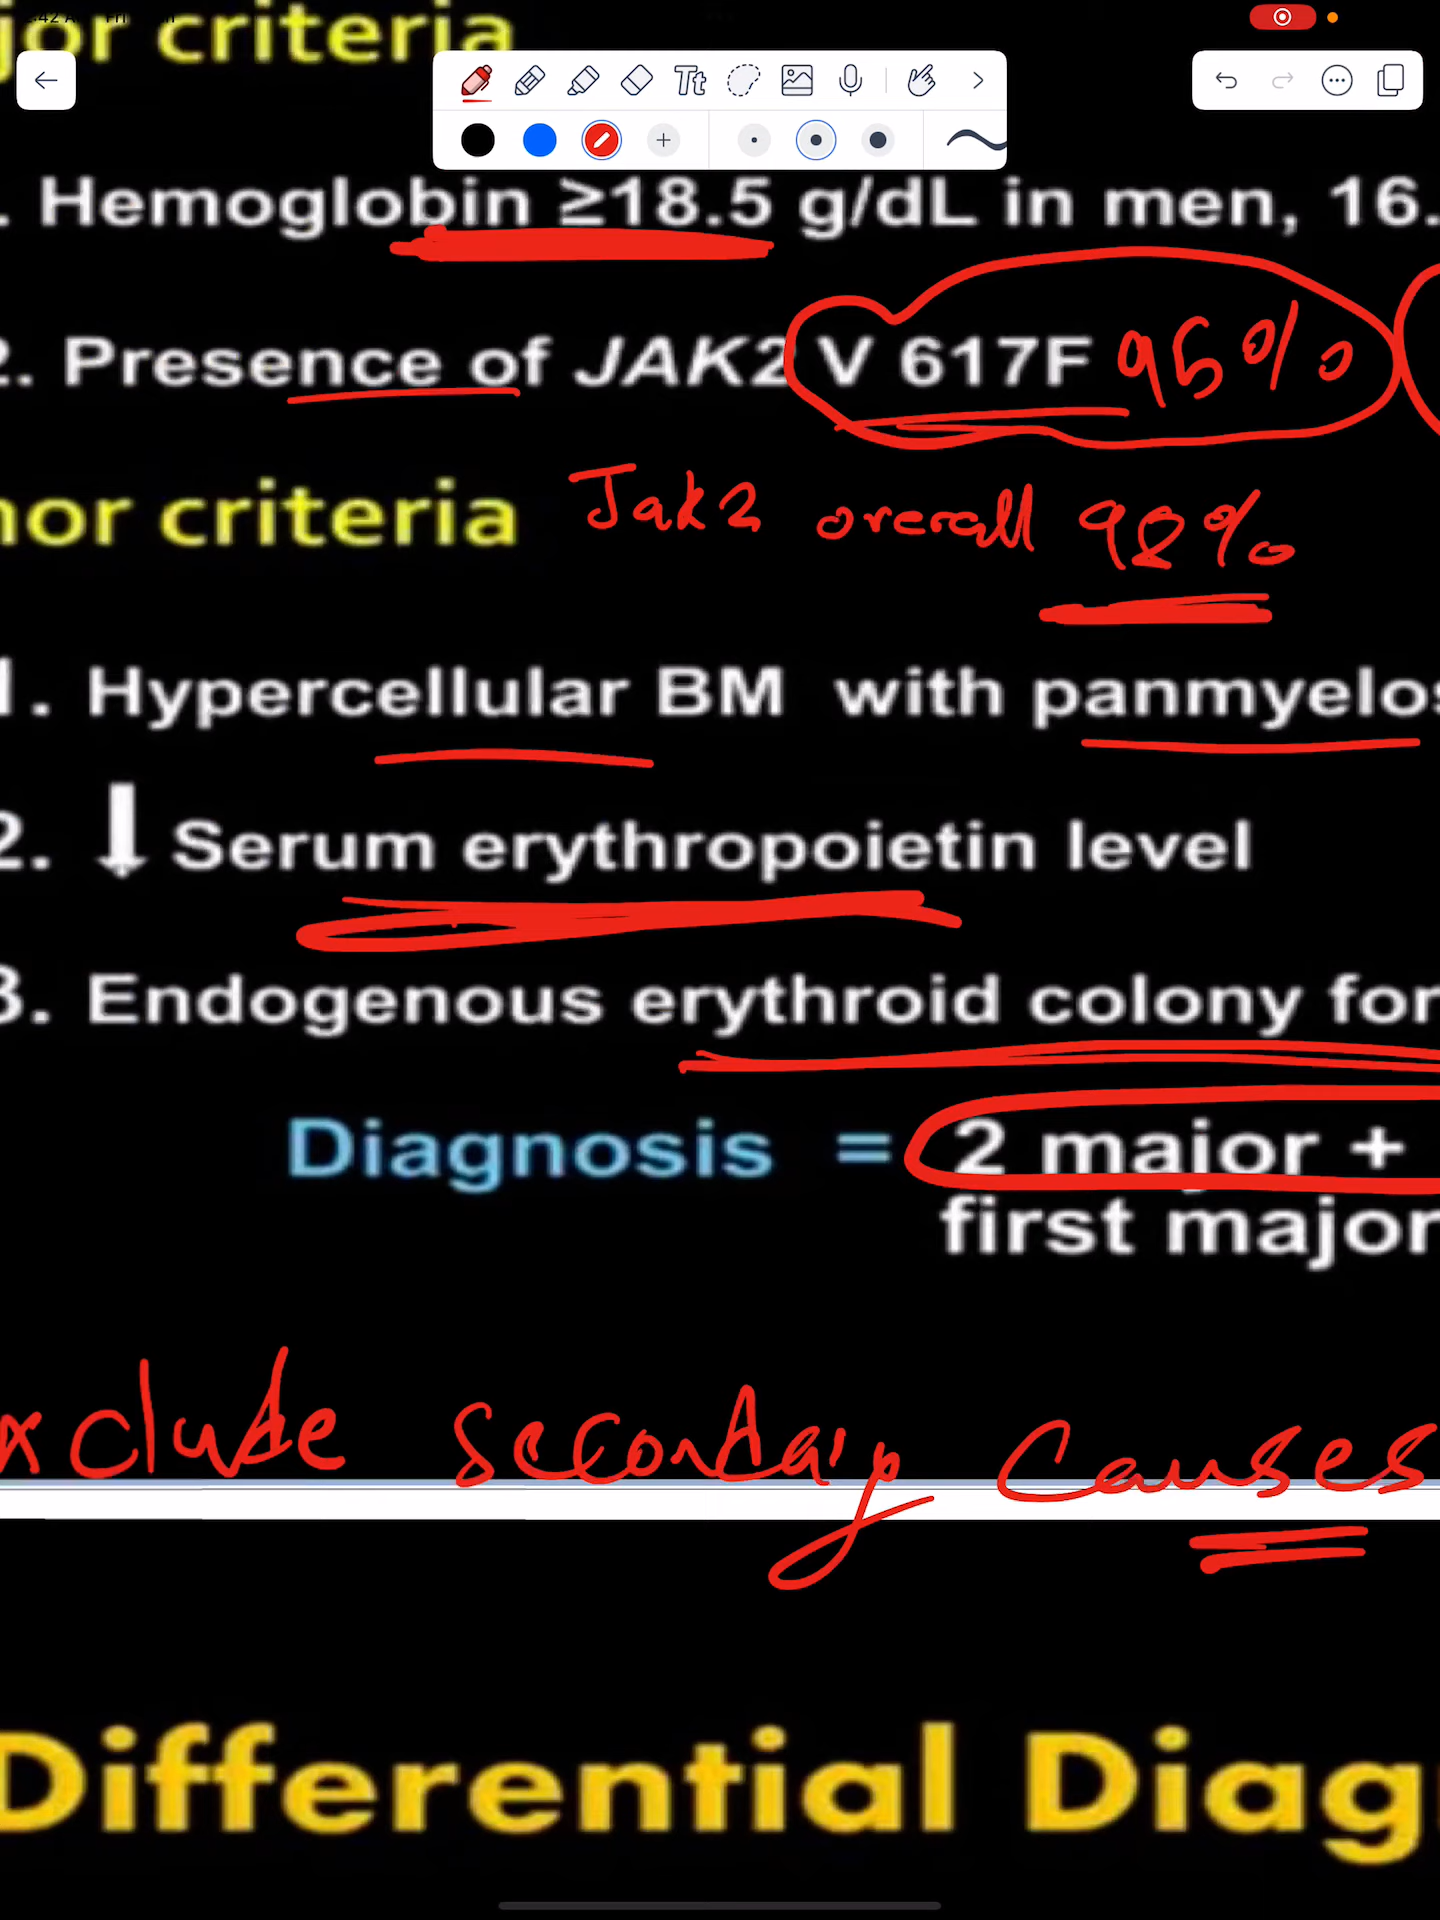 jor criteria
Tt
. Hemoglobin ≥18.5 g/dL in men, 16.
2. Presence of JAK2 V 617F 95%
nor criteria Jak2 overall 98%
1. Hypercellular BM with panmyelos
2. ↓ Serum erythropoietin level
3. Endogenous erythroid colony for
Diagnosis = 2 major +
first major
xclude secondary causes
Differential Diag